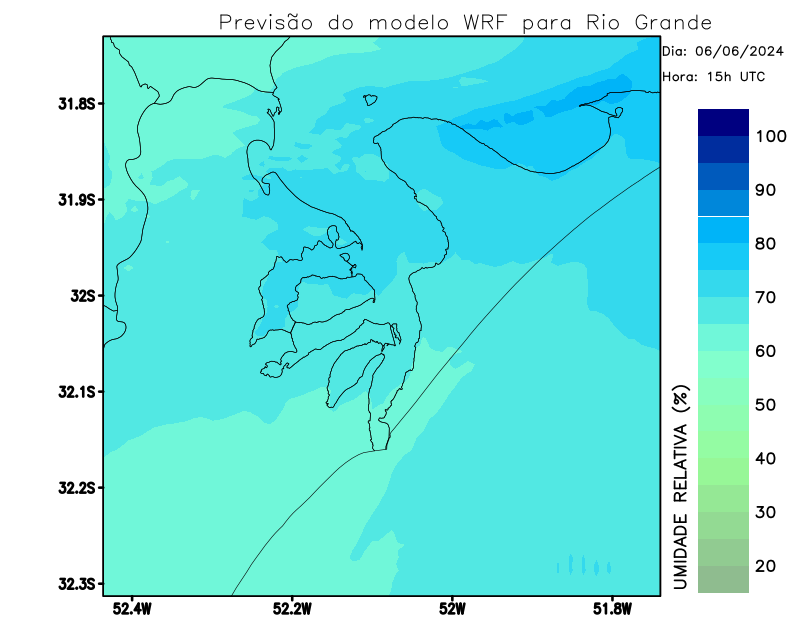 Previsão do modelo WRF para Rio Grande
Dia: 06/06/2024
Hora: 15h UTC
31.8S
31.9S
32S
32.1S
32.2S
32.3S
52.4W
52.2W
52W
51.8W
100
90
80
70
60
50
40
30
20
UMIDADE RELATIVA (%)